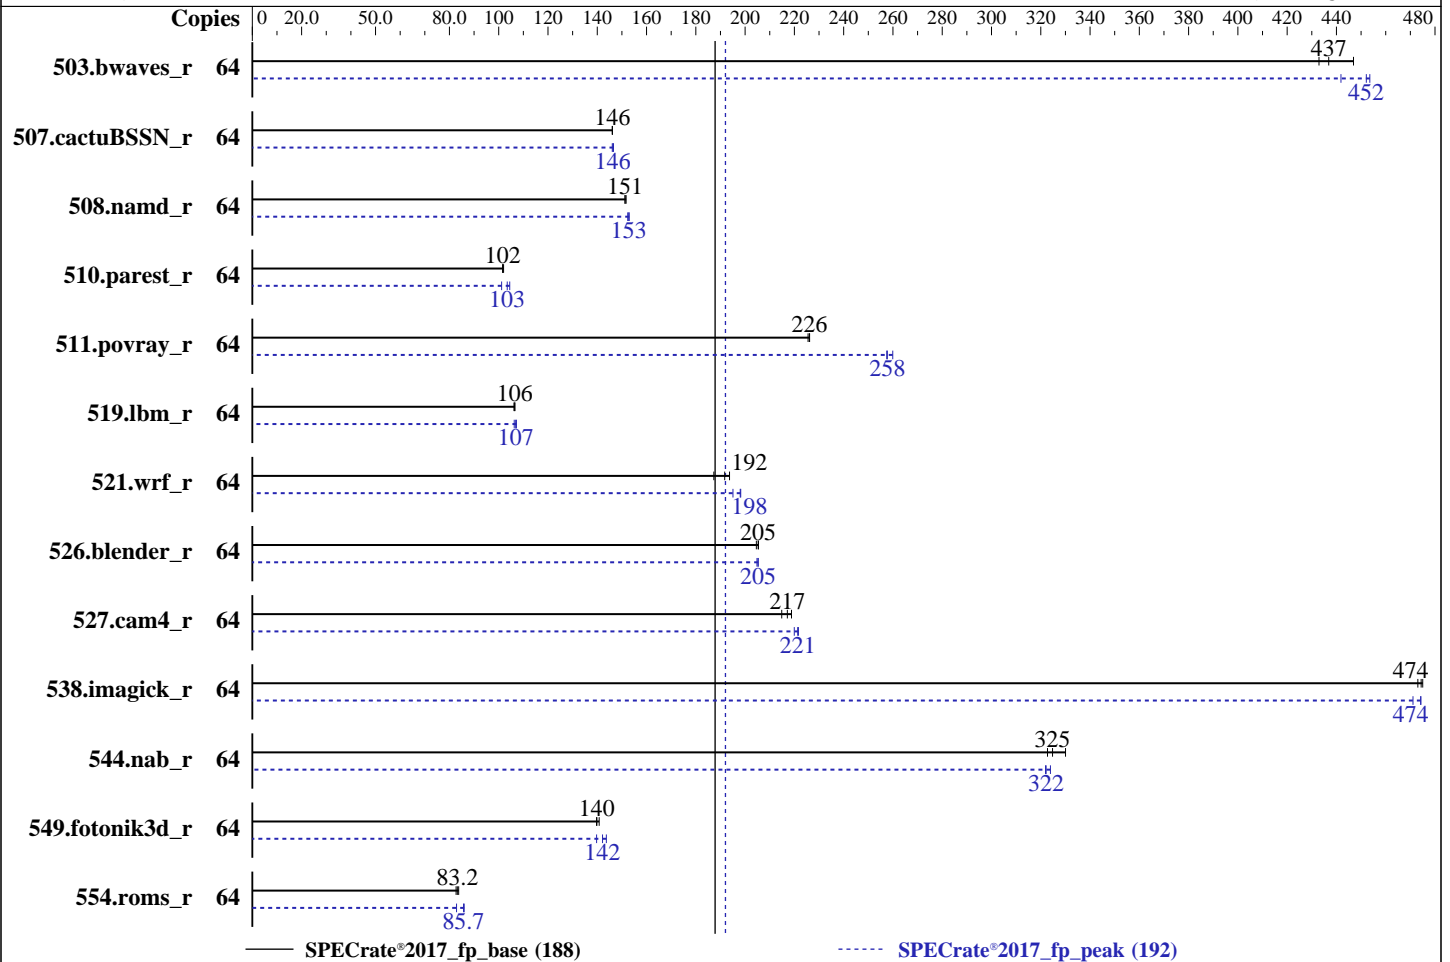 Copies 0 20.0 50.0 80.0 100 120 140 160 180 200 220 240 260 280 300 320 340 360 380 400 420 440 480
437
503.bwaves_r 64
452
146
507.cactuBSSN_r 64
146
151
508.namd_r 64
153
102
510.parest_r 64
103
226
511.povray_r 64
258
106
519.lbm_r 64
107
192
521.wrf_r 64
198
205
526.blender_r 64
205
217
527.cam4_r 64
221
474
538.imagick_r 64
474
325
544.nab_r 64
322
140
549.fotonik3d_r 64
142
83.2
554.roms_r 64
85.7
SPECrate®2017_fp_base (188) SPECrate®2017_fp_peak (192)